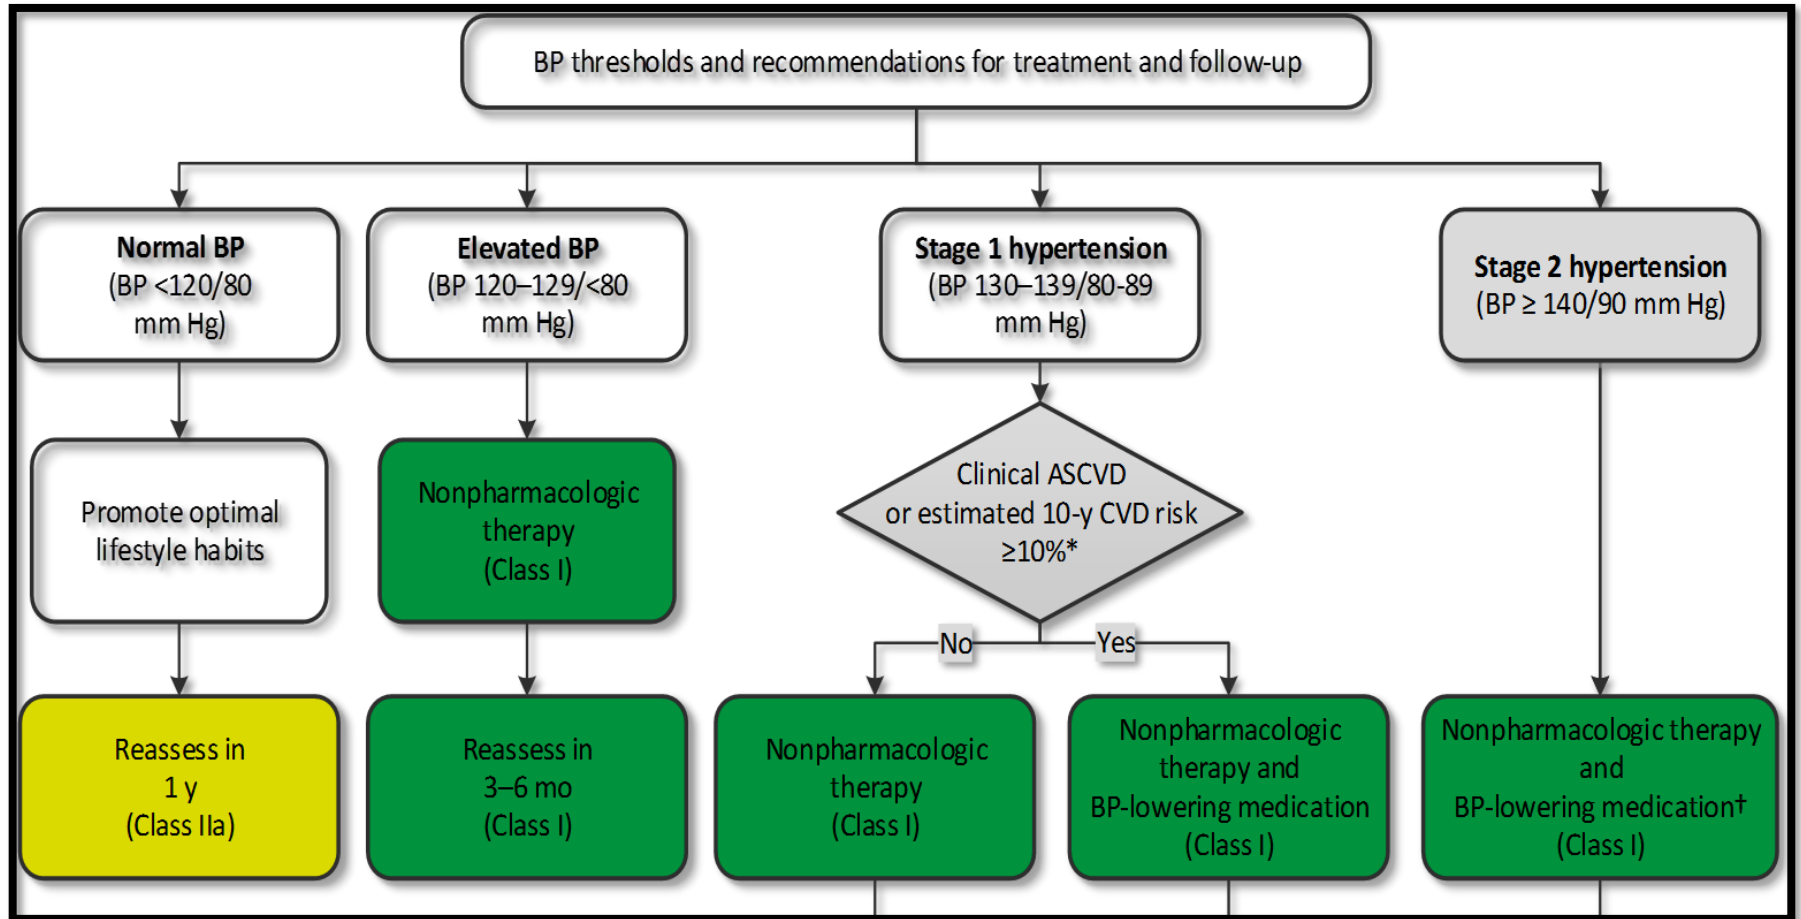 BP thresholds and recommendations for treatment and follow-up
Normal BP
(BP <120/80
mm Hg)
Elevated BP
(BP 120–129/<80
mm Hg)
Stage 1 hypertension
(BP 130–139/80-89
mm Hg)
Stage 2 hypertension
(BP ≥ 140/90 mm Hg)
Promote optimal
lifestyle habits
Nonpharmacologic
therapy
(Class I)
Clinical ASCVD
or estimated 10-y CVD risk
≥10%*
No
Yes
Reassess in
1 y
(Class IIa)
Reassess in
3–6 mo
(Class I)
Nonpharmacologic
therapy
(Class I)
Nonpharmacologic
therapy and
BP-lowering medication
(Class I)
Nonpharmacologic therapy
and
BP-lowering medication†
(Class I)